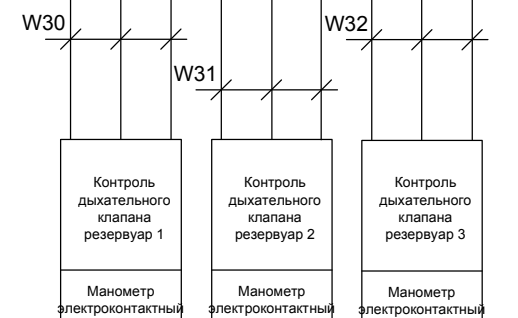 W30
W31
W32
Контроль
дыхательного
клапана
резервуар 1
Манометр
электроконтактный
Контроль
дыхательного
клапана
резервуар 2
Манометр
электроконтактный
Контроль
дыхательного
клапана
резервуар 3
Манометр
электроконтактный